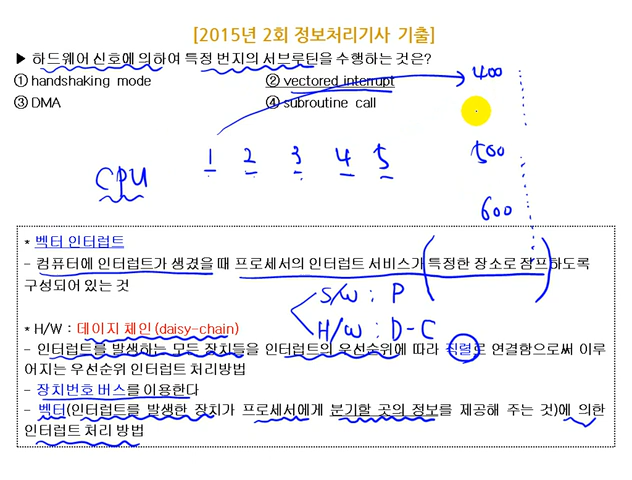 [2015년 2회 정보처리기사 기출]
▶ 하드웨어 신호에 의하여 특정 번지의 서브루틴을 수행하는 것은?
① handshaking mode ② vectored interrupt 400
③ DMA ④ subroutine call
CPU 1 2 3 4 5 500
600
* 벡터 인터럽트
- 컴퓨터에 인터럽트가 생겼을 때 프로세서의 인터럽트 서비스가 특정한 장소로 점프하도록
구성되어 있는 것
S/W : P
* H/W : 데이지 체인(daisy-chain) H/W : D-C
- 인터럽트를 발생하는 모든 장치들을 인터럽트의 우선순위에 따라 직렬로 연결함으로써 이루
어지는 우선순위 인터럽트 처리방법
- 장치번호 버스를 이용한다
- 벡터(인터럽트를 발생한 장치가 프로세서에게 분기할 곳의 정보를 제공해 주는 것)에 의한
인터럽트 처리 방법